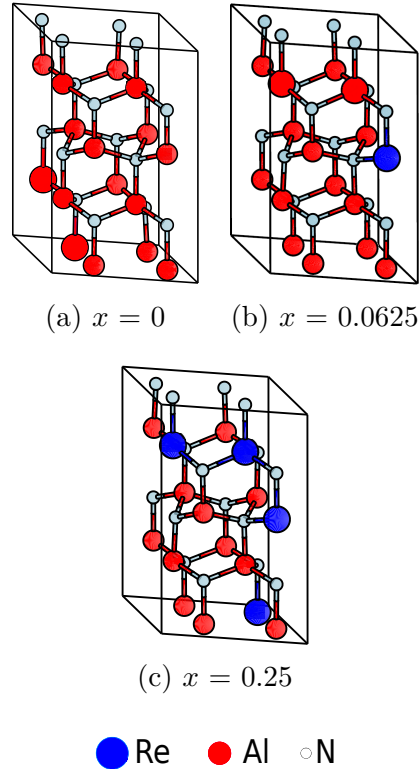 (a) x = 0
(b) x = 0.0625
(c) x = 0.25
Re Al N